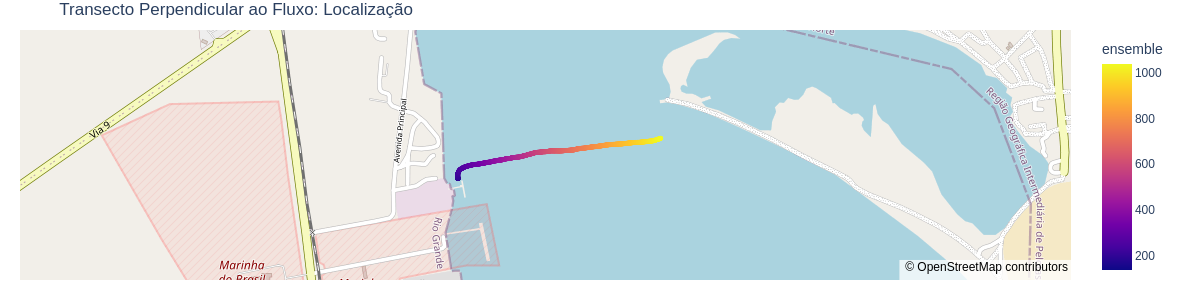 Transecto Perpendicular ao Fluxo: Localização
ensemble
1000
800
600
400
200
Via 9
Avenida Principal
Rio Grande
Marinha
do Brasil
Região Geográfica Intermediária de Pelotas
© OpenStreetMap contributors